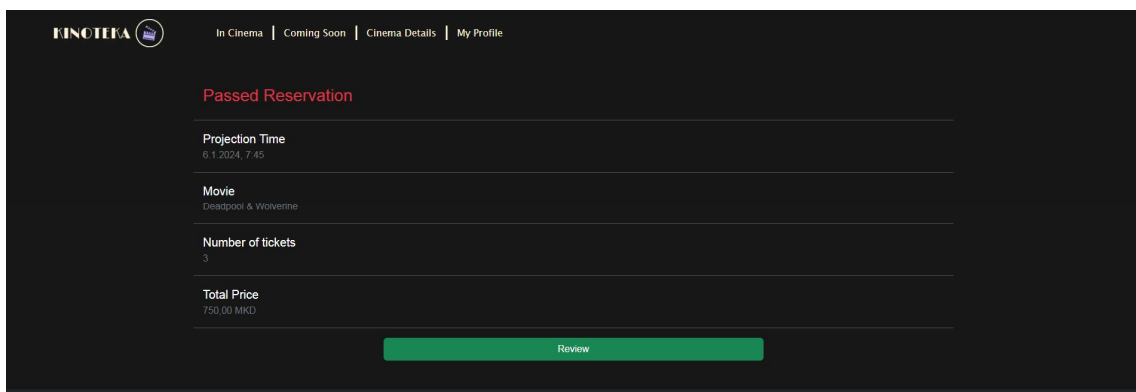 KINOTEKA
In Cinema | Coming Soon | Cinema Details | My Profile
Passed Reservation
Projection Time
6.1.2024, 7:45
Movie
Deadpool & Wolverine
Number of tickets
3
Total Price
750,00 MKD
Review